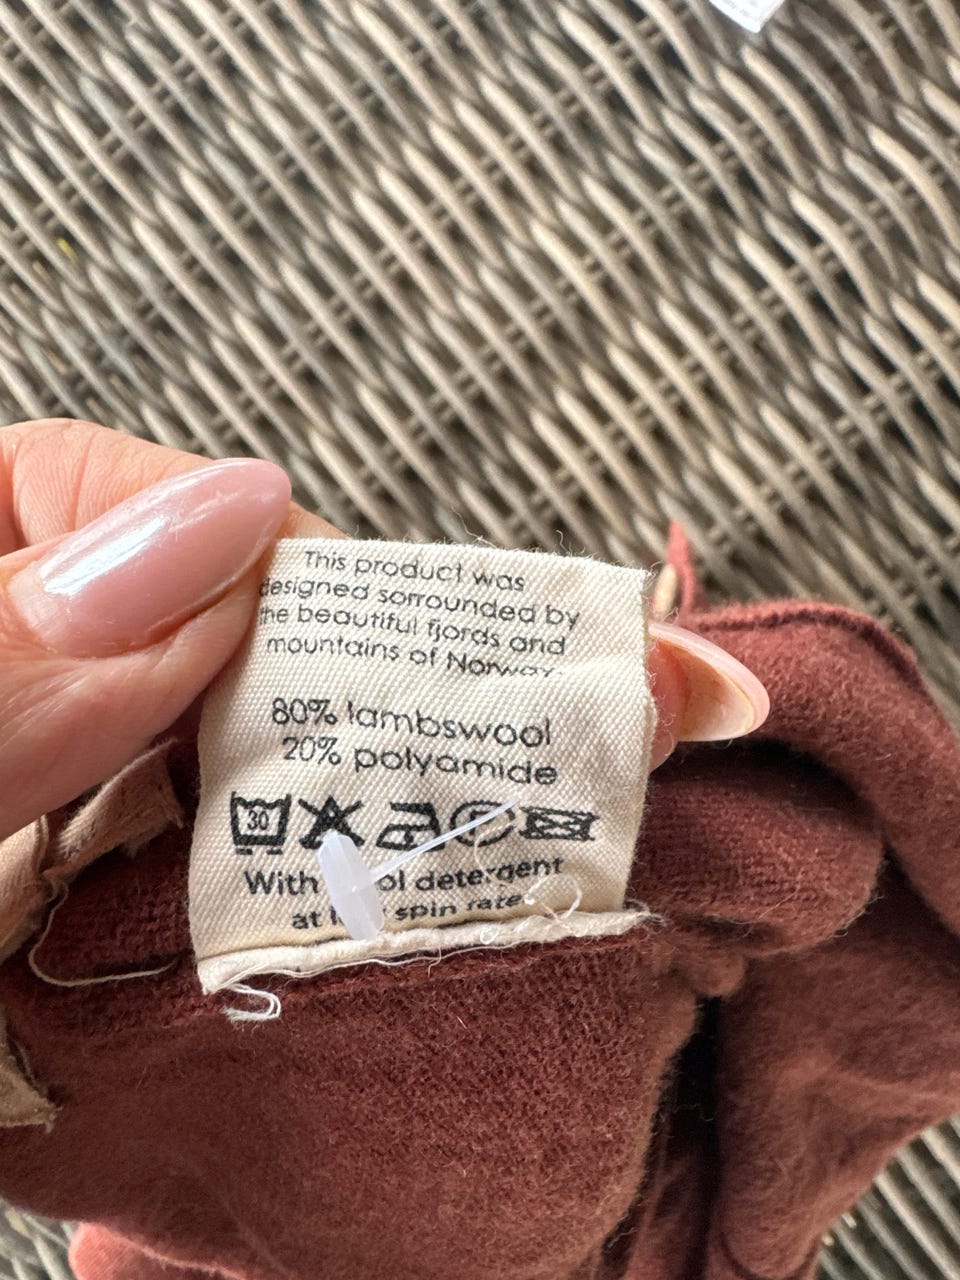 This product was
designed sorrounded by
the beautiful fjords and
mountains of Norway.
80% lambswool
20% polyamide
30 P
With detergent
at spin rate